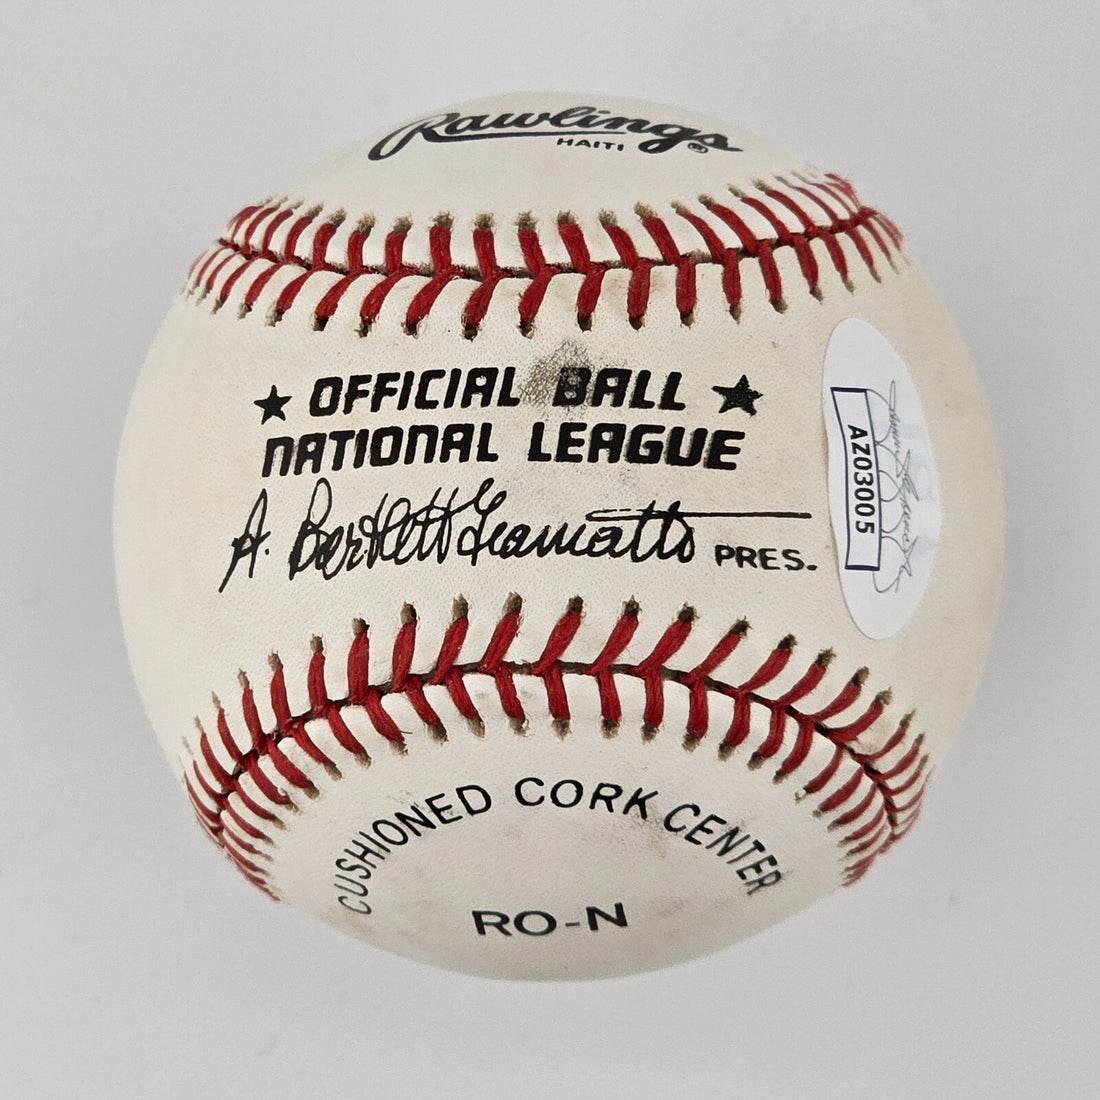 Rawlings®
HAITI
★ OFFICIAL BALL ★
NATIONAL LEAGUE
A. Bartlett Giamatti PRES.
AZ03005
CUSHIONED CORK CENTER
RO-N